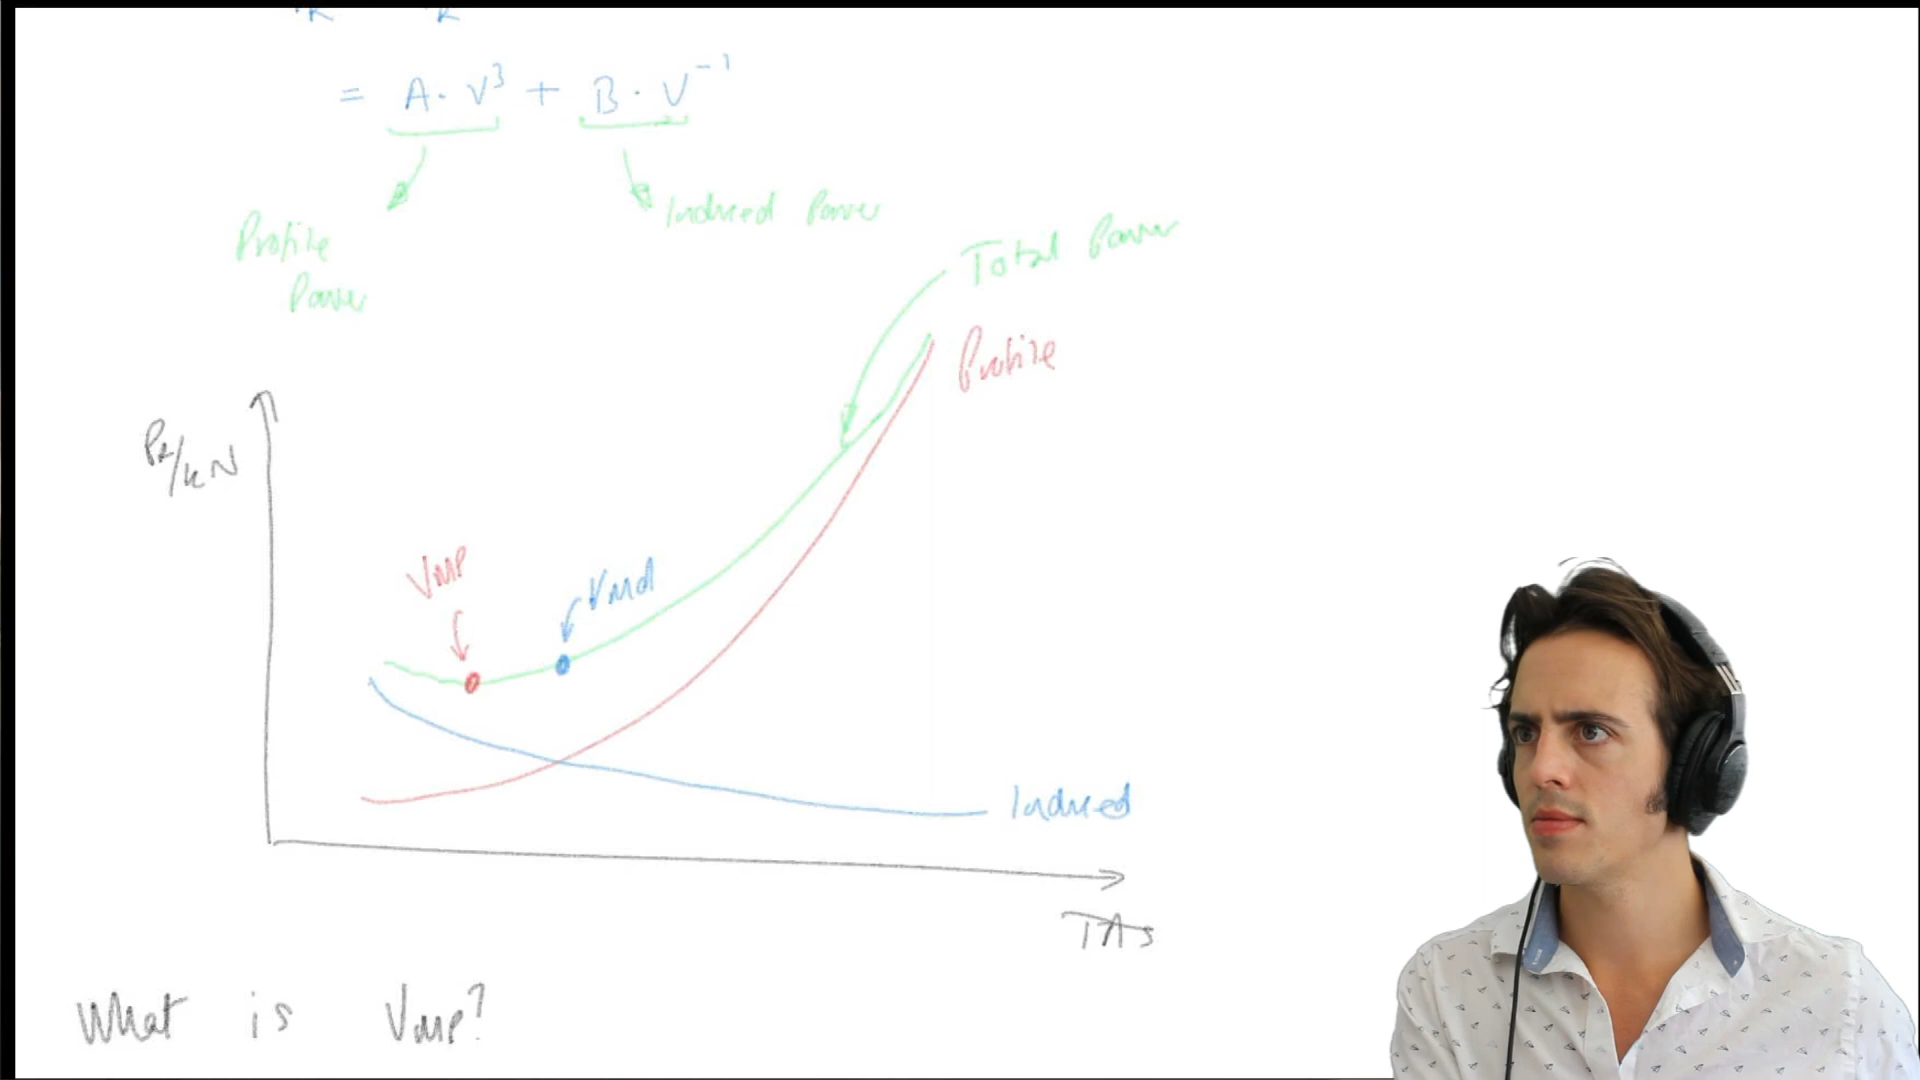 = A · V³ + B · V⁻¹
Induced Power
Profile
Power
Total Power
Profile
PR/kN
VMP
VMd
Induced
TAS
What is VMP?